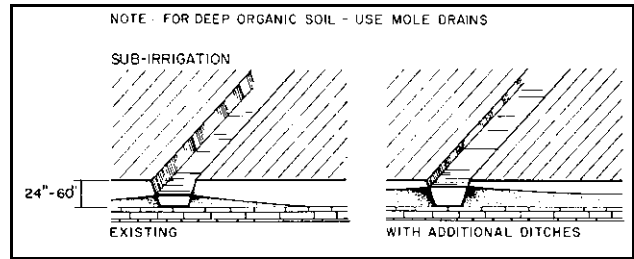 NOTE - FOR DEEP ORGANIC SOIL - USE MOLE DRAINS
SUB-IRRIGATION
24"-60"
EXISTING
WITH ADDITIONAL DITCHES